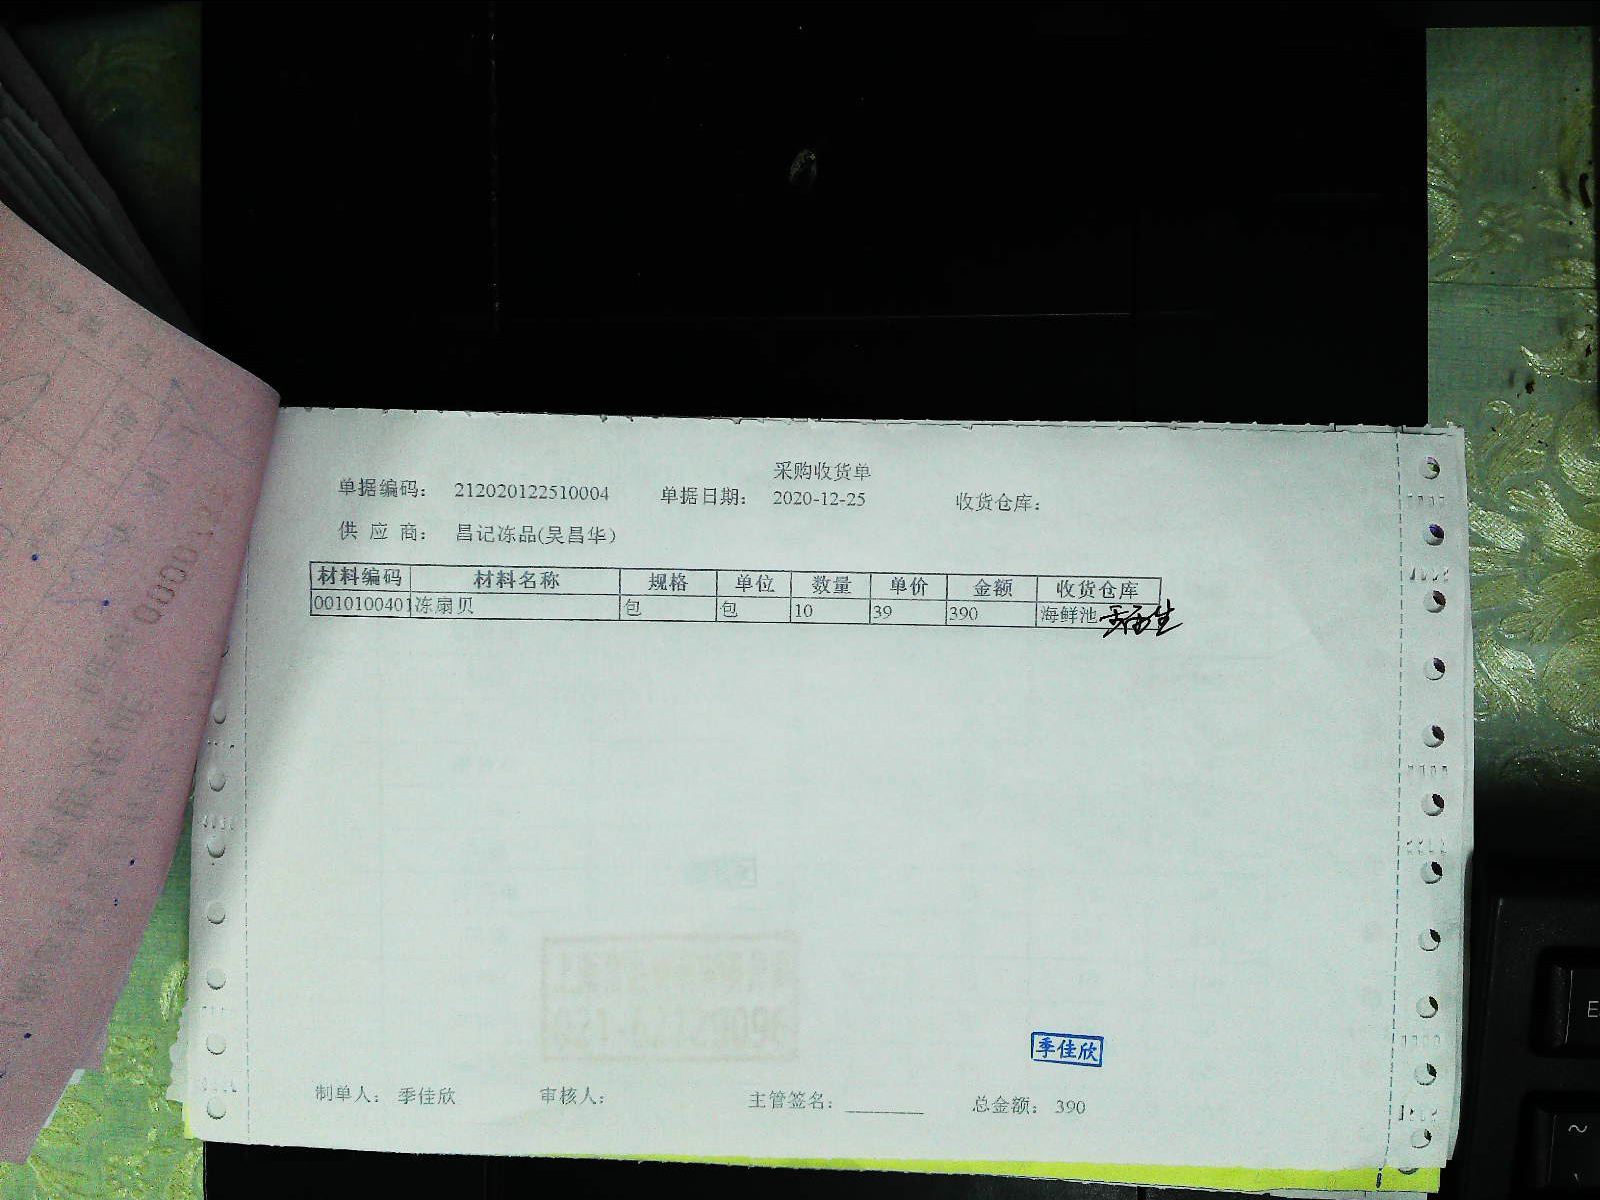 采购收货单
单据编码： 212020122510004 单据日期： 2020-12-25 收货仓库：
供 应 商： 昌记冻品(吴昌华）
材料编码 材料名称 规格 单位 数量 单价 金额 收货仓库
0010100401 冻扇贝 包 包 10 39 390 海鲜池
季佳欣
制单人： 季佳欣 审核人： 主管签名：________ 总金额： 390